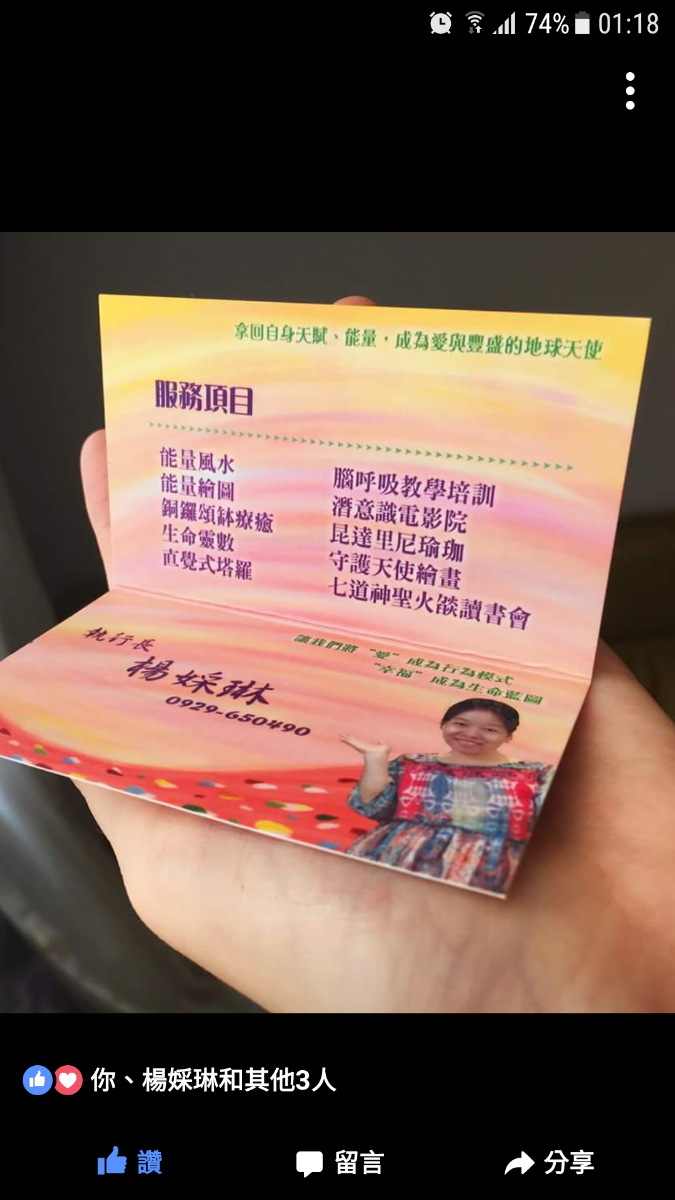 74% 01:18
拿回自身天賦、能量，成為愛與豐盛的地球天使
服務項目
能量風水
能量繪圖
銅鑼頌缽療癒
生命靈數
直覺式塔羅
腦呼吸教學培訓
潛意識電影院
昆達里尼瑜珈
守護天使繪畫
七道神聖火燄讀書會
執行長
楊婇琳
0929-650490
讓我們將“愛”成為行為模式
“幸福”成為生命藍圖
你、楊婇琳和其他3人
讚 留言 分享